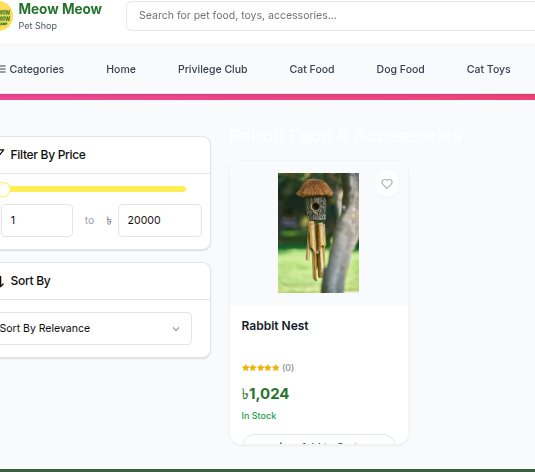 Meow Meow
Pet Shop
Search for pet food, toys, accessories...
Categories
Home
Privilege Club
Cat Food
Dog Food
Cat Toys
Rabbit Food & Accessories
Filter By Price
1
to
৳
20000
Sort By
Sort By Relevance
Rabbit Nest
(0)
৳1,024
In Stock